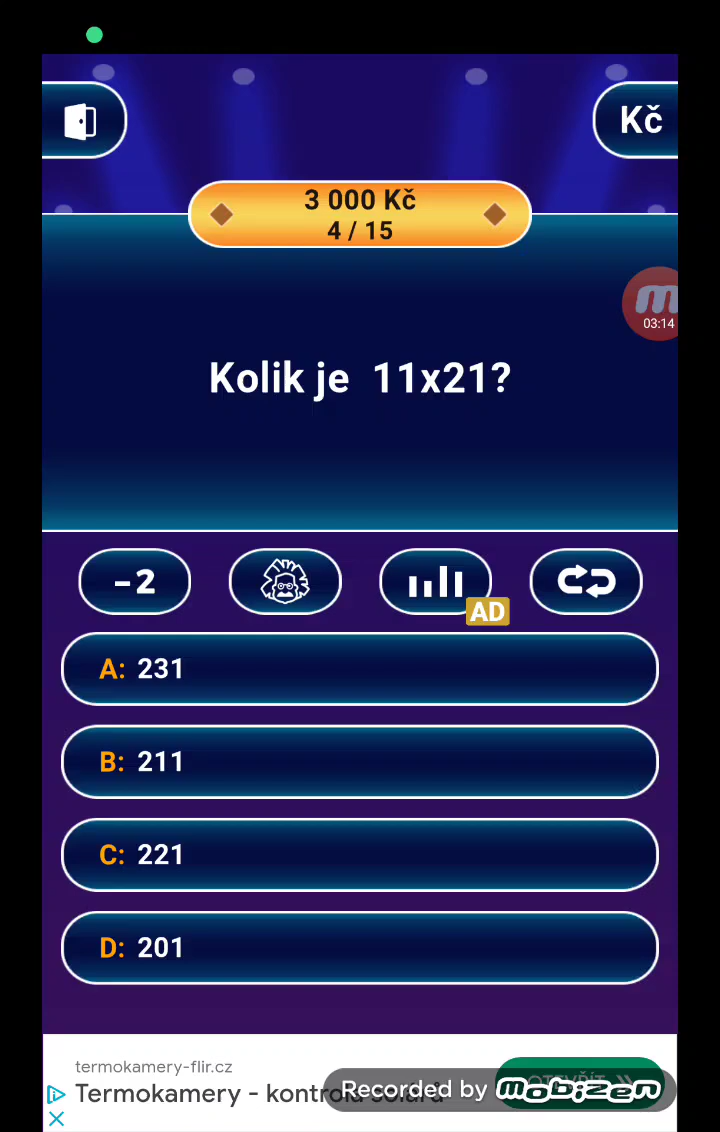 Kč
3 000 Kč
4 / 15
03:14
Kolik je 11x21?
-2
AD
A: 231
B: 211
C: 221
D: 201
termokamery-flir.cz
Termokamery - kontrola solárů
Recorded by mobizen